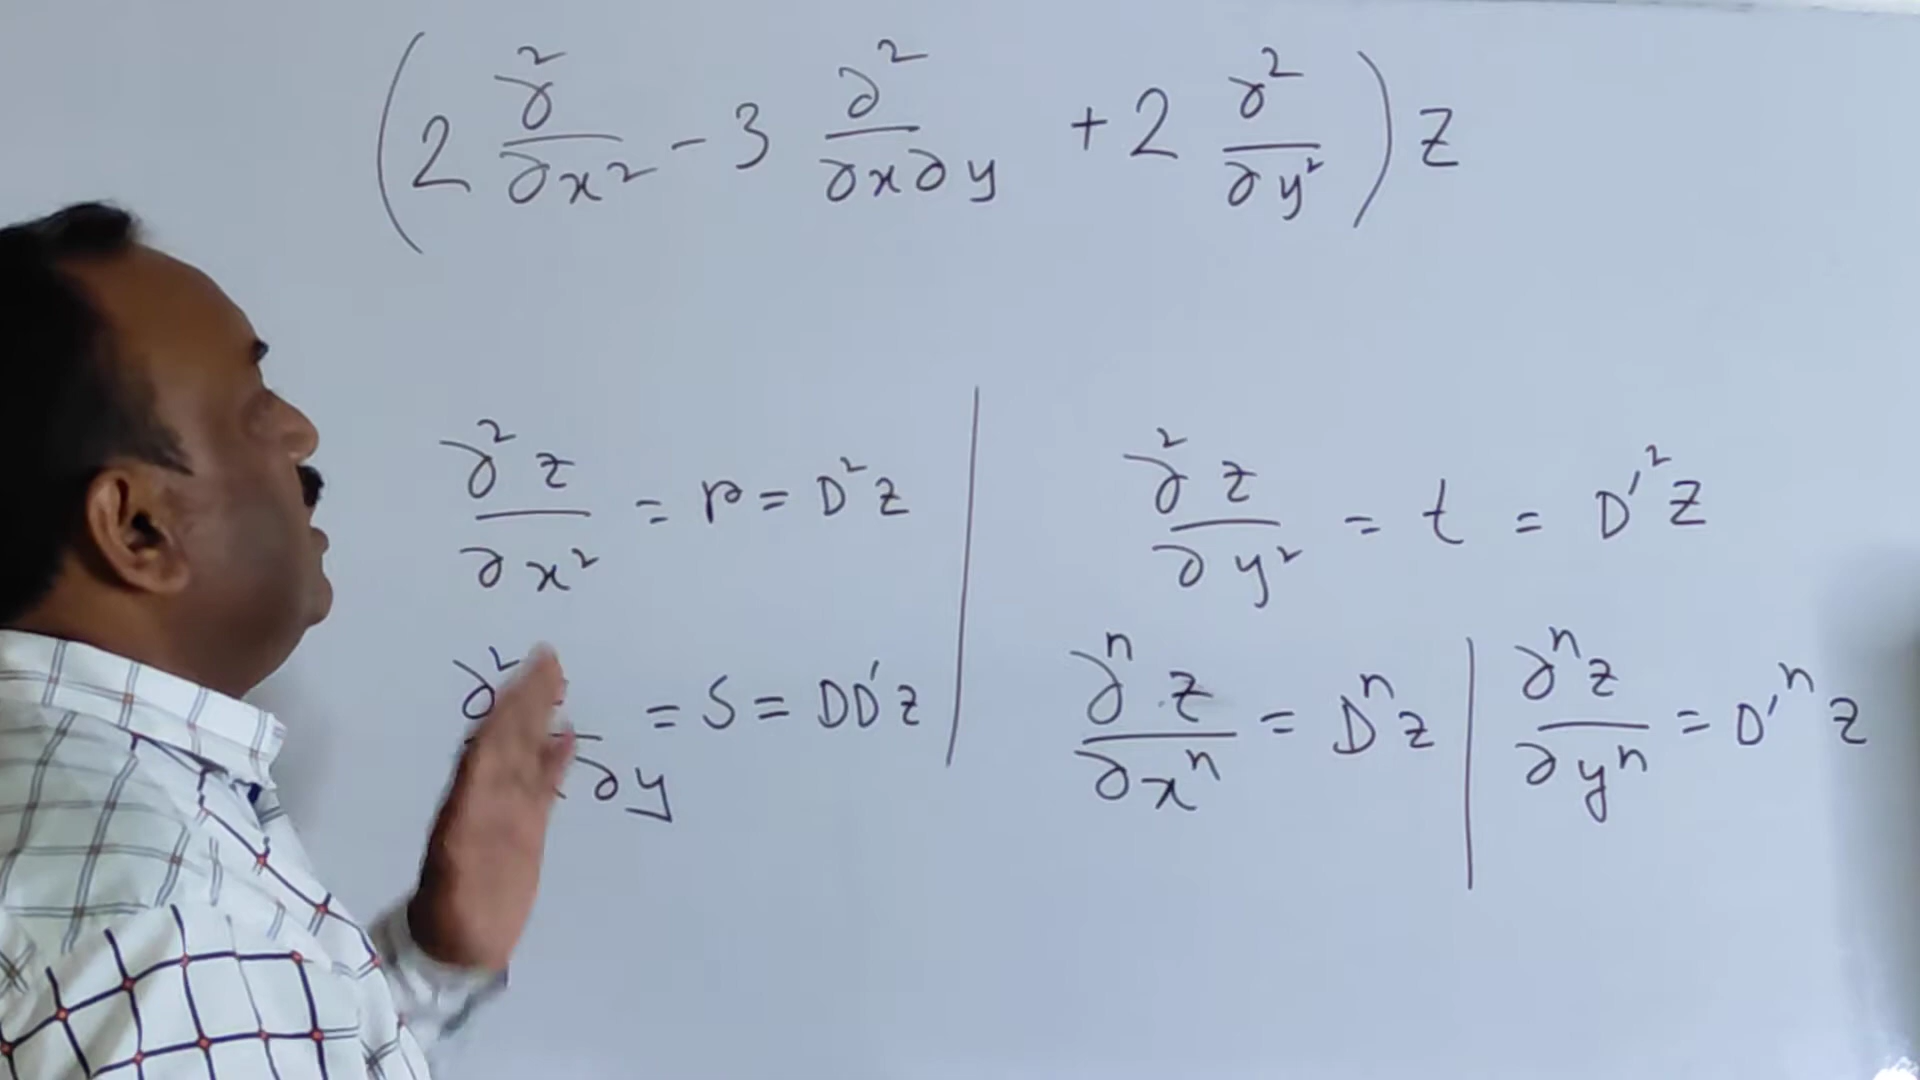 (2 ∂²/∂x² - 3 ∂²/∂x∂y + 2 ∂²/∂y²) z
∂²z/∂x² = r = D²z
∂²z/∂y² = t = D'²z
∂² ∂y = S = DD'z
∂ⁿz/∂xⁿ = Dⁿz
∂ⁿz/∂yⁿ = D'ⁿz